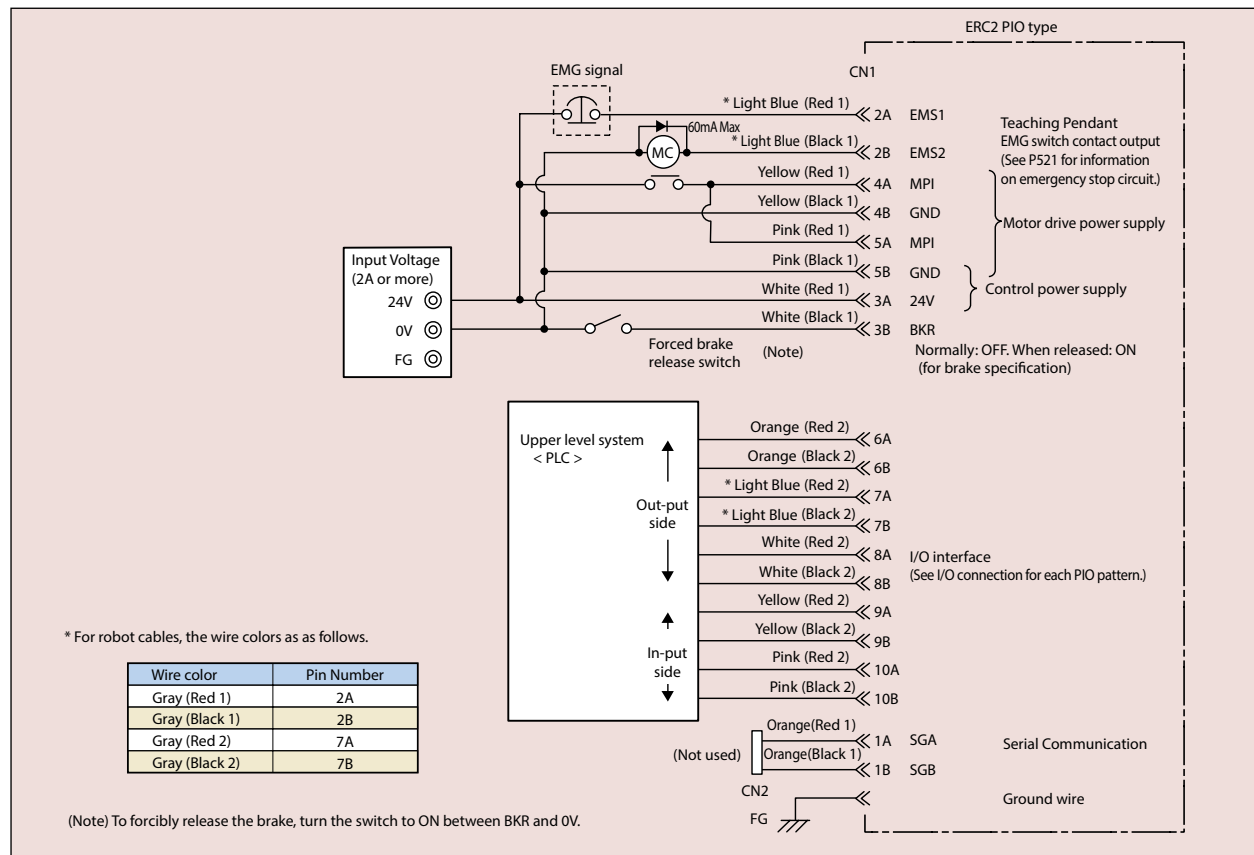 ERC2 PIO type
CN1
EMG signal
* Light Blue (Red 1)
2A EMS1
60mA Max
MC
* Light Blue (Black 1)
2B EMS2
Teaching Pendant
EMG switch contact output
(See P521 for information
on emergency stop circuit.)
Yellow (Red 1)
4A MPI
Yellow (Black 1)
4B GND
Motor drive power supply
Pink (Red 1)
5A MPI
Pink (Black 1)
5B GND
Control power supply
White (Red 1)
3A 24V
White (Black 1)
3B BKR
Input Voltage
(2A or more)
24V
0V
FG
Forced brake
release switch
(Note)
Normally: OFF. When released: ON
(for brake specification)
Upper level system
< PLC >
Out-put
side
In-put
side
Orange (Red 2)
6A
Orange (Black 2)
6B
* Light Blue (Red 2)
7A
* Light Blue (Black 2)
7B
White (Red 2)
8A
White (Black 2)
8B
I/O interface
(See I/O connection for each PIO pattern.)
Yellow (Red 2)
9A
Yellow (Black 2)
9B
Pink (Red 2)
10A
Pink (Black 2)
10B
* For robot cables, the wire colors as as follows.
Wire color Pin Number
Gray (Red 1) 2A
Gray (Black 1) 2B
Gray (Red 2) 7A
Gray (Black 2) 7B
(Not used)
Orange(Red 1)
1A SGA
Orange(Black 1)
1B SGB
Serial Communication
CN2
FG
Ground wire
(Note) To forcibly release the brake, turn the switch to ON between BKR and 0V.